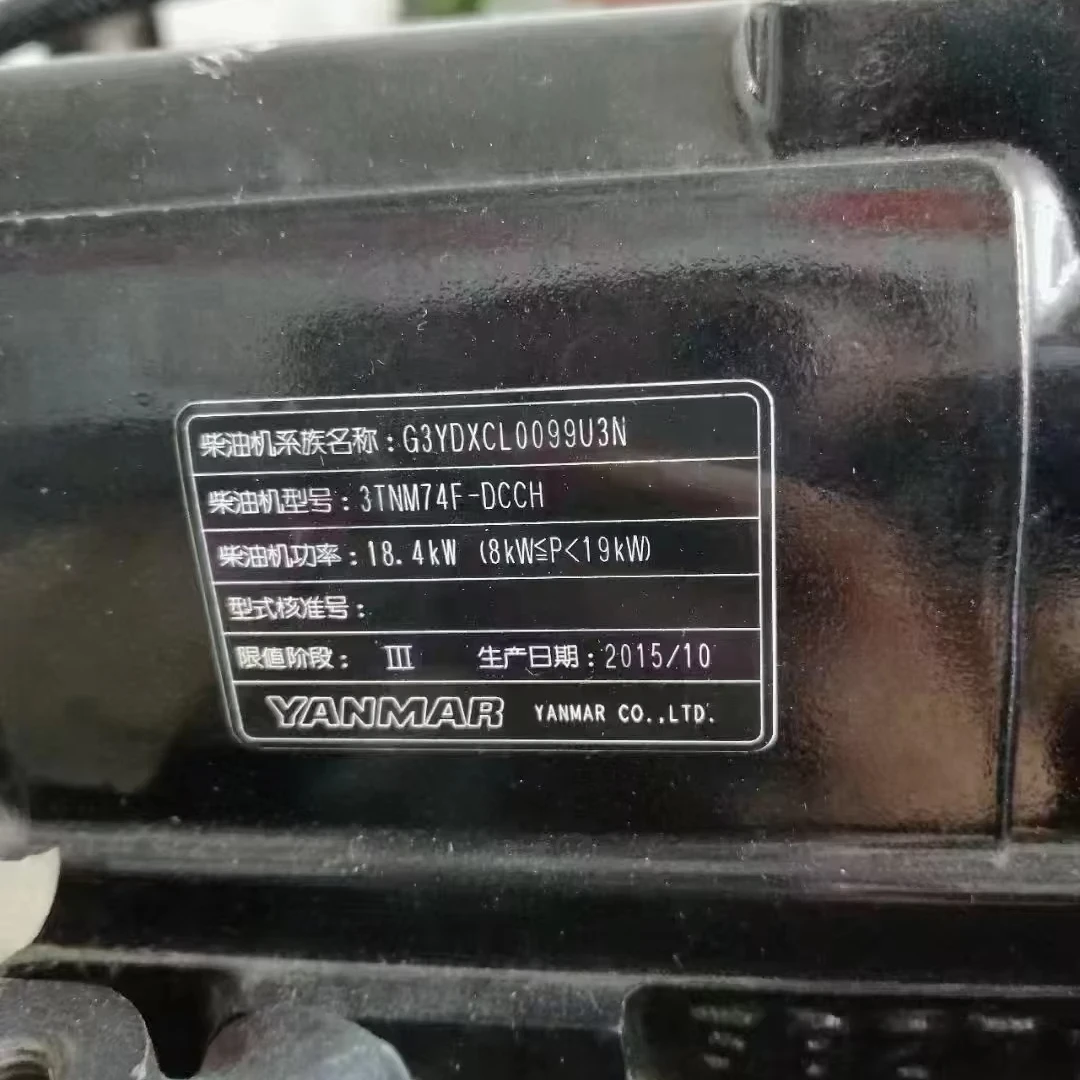 柴油机系族名称：G3YDXCL0099U3N
柴油机型号：3TNM74F-DCCH
柴油机功率：18.4kW (8kW≦P<19kW)
型式核准号：
限值阶段： III 生产日期：2015/10
YANMAR YANMAR CO.,LTD.